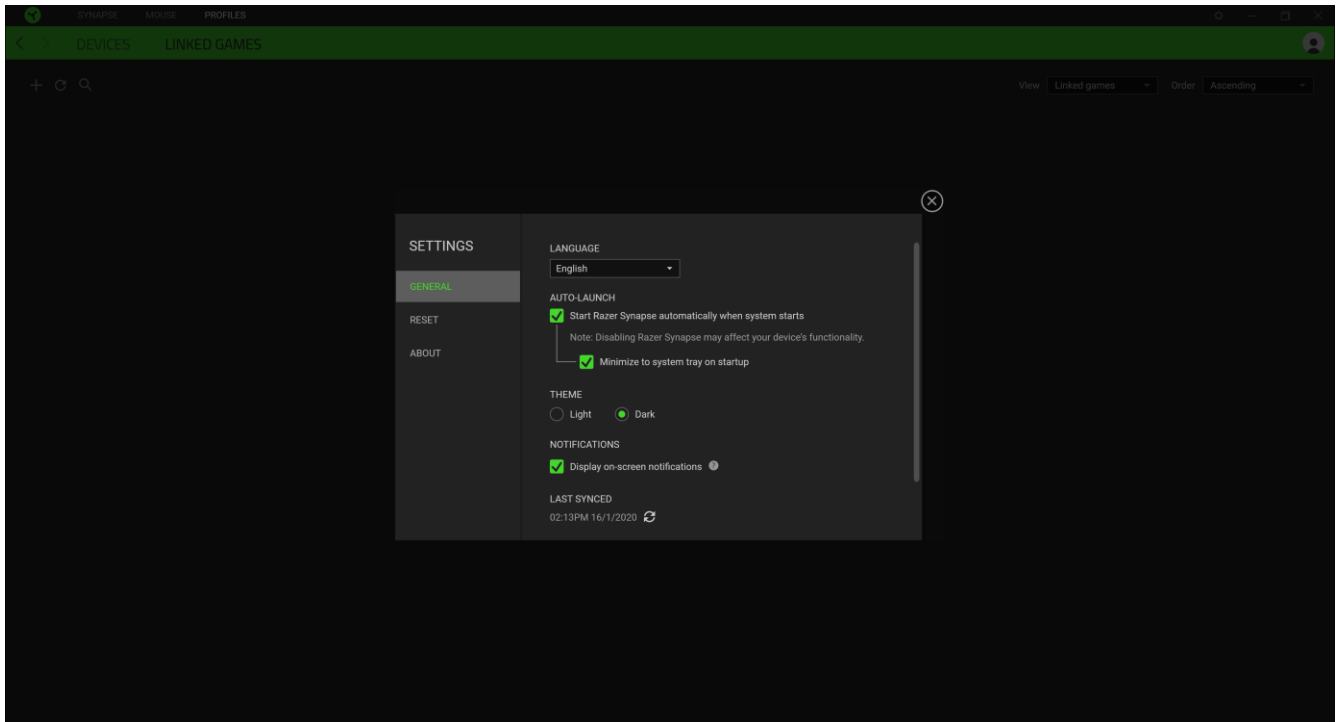 SYNAPSE MOUSE PROFILES
DEVICES LINKED GAMES
View Linked games Order Ascending
SETTINGS
GENERAL
RESET
ABOUT
LANGUAGE
English
AUTO-LAUNCH
Start Razer Synapse automatically when system starts
Note: Disabling Razer Synapse may affect your device's functionality.
Minimize to system tray on startup
THEME
Light Dark
NOTIFICATIONS
Display on-screen notifications ?
LAST SYNCED
02:13PM 16/1/2020